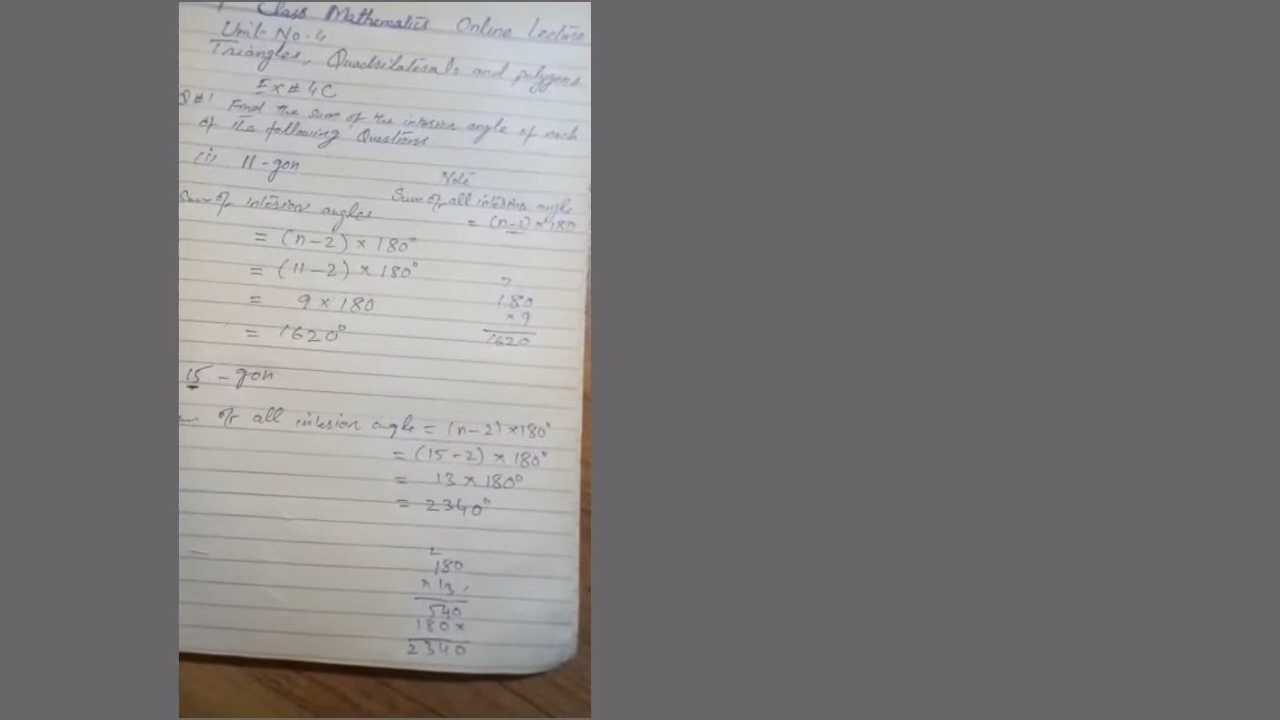 Class Mathematics Online Lecture
Unit No. 4
Triangles, Quadrilaterals and polygons
Ex # 4C
Q #1 Find the sum of the interior angle of each
of the following Questions
(i) 11-gon
Note
Sum of all interior angle
= (n-2) × 180
Sum of interior angles
= (n-2) × 180°
= (11-2) × 180°
= 9 × 180
= 1620°
7
180
× 9
1620
15 - gon
of all interior angle = (n-2) × 180°
= (15-2) × 180°
= 13 × 180°
= 2340°
2
180
× 13
540
180×
2340